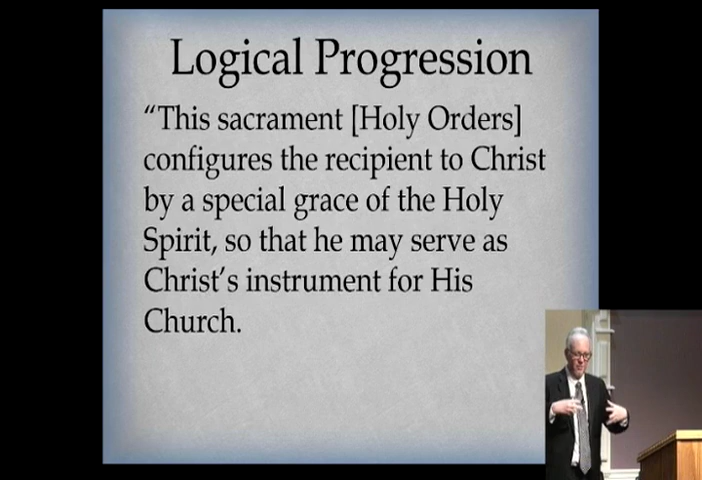 Logical Progression
“This sacrament [Holy Orders]
configures the recipient to Christ
by a special grace of the Holy
Spirit, so that he may serve as
Christ’s instrument for His
Church.